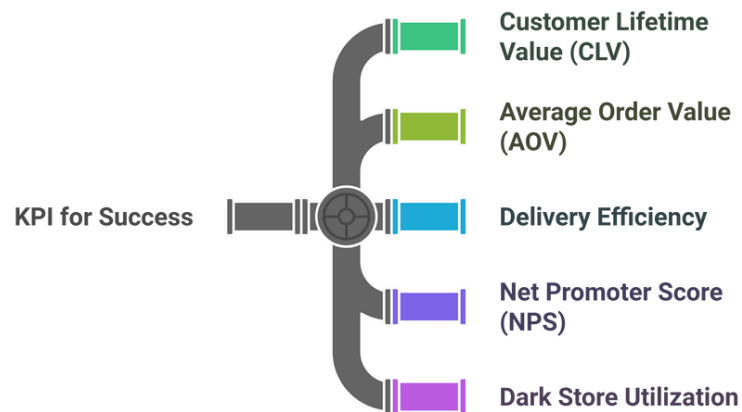 Customer Lifetime
Value (CLV)
Average Order Value
(AOV)
KPI for Success
Delivery Efficiency
Net Promoter Score
(NPS)
Dark Store Utilization